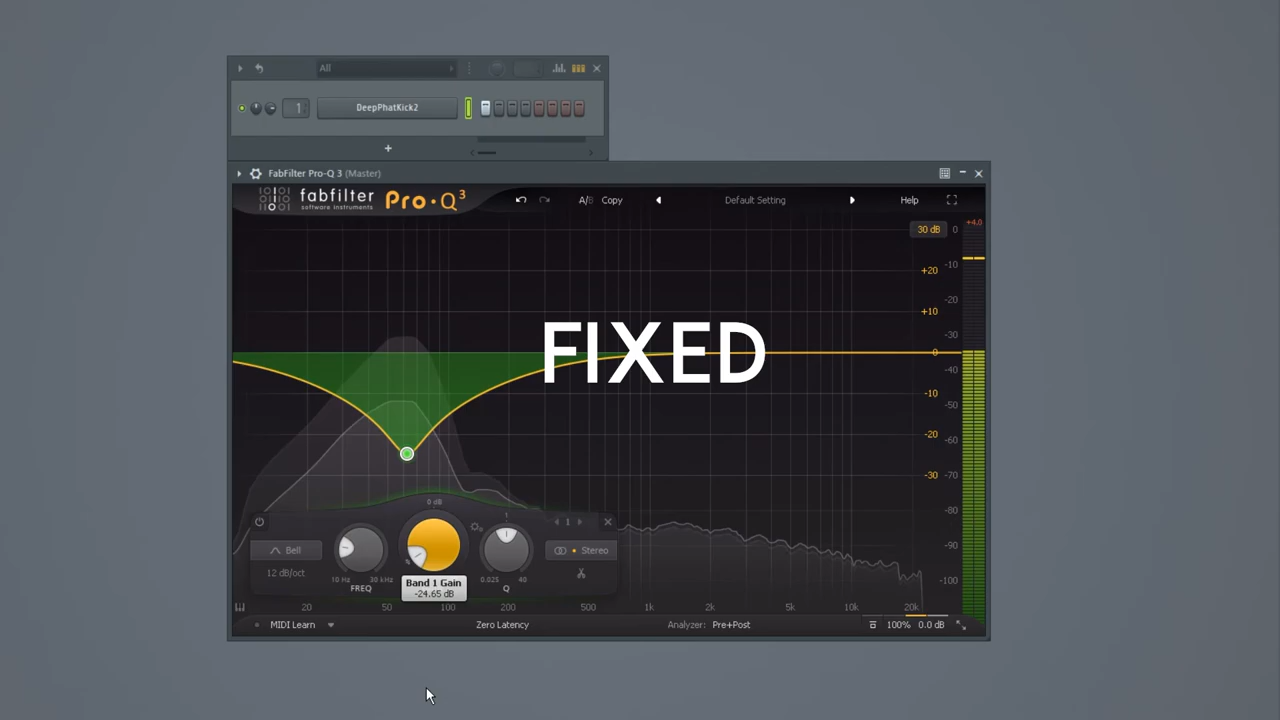 All
1
DeepPhatKick2
+
FabFilter Pro-Q 3 (Master)
fabfilter
software instruments
Pro·Q³
A/B Copy
Default Setting
Help
+4.0
30 dB 0
-10
+20
-20
+10
-30
FIXED
0
-40
-10
-50
-20
-60
-30
-70
-80
-90
-100
0 dB
1
1
Bell
Stereo
12 dB/oct
10 Hz 30 kHz
FREQ
Band 1 Gain
-24.65 dB
0.025 40
Q
20 50 100 200 500 1k 2k 5k 10k 20k
MIDI Learn
Zero Latency
Analyzer: Pre+Post
100% 0.0 dB